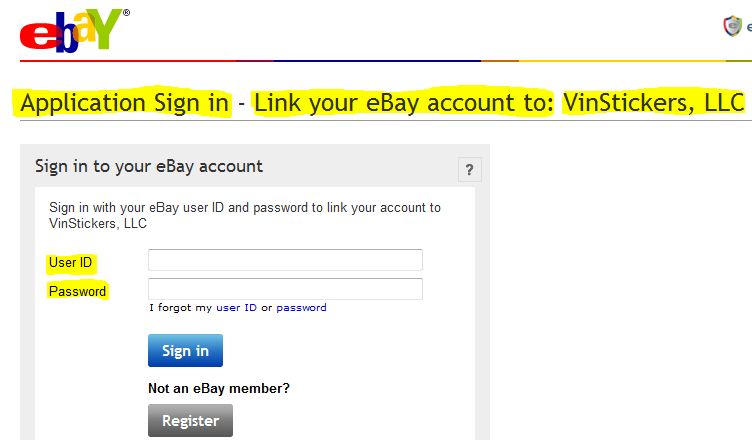 ebaY®
e
Application Sign in - Link your eBay account to: VinStickers, LLC
Sign in to your eBay account
?
Sign in with your eBay user ID and password to link your account to
VinStickers, LLC
User ID
Password
I forgot my user ID or password
Sign in
Not an eBay member?
Register